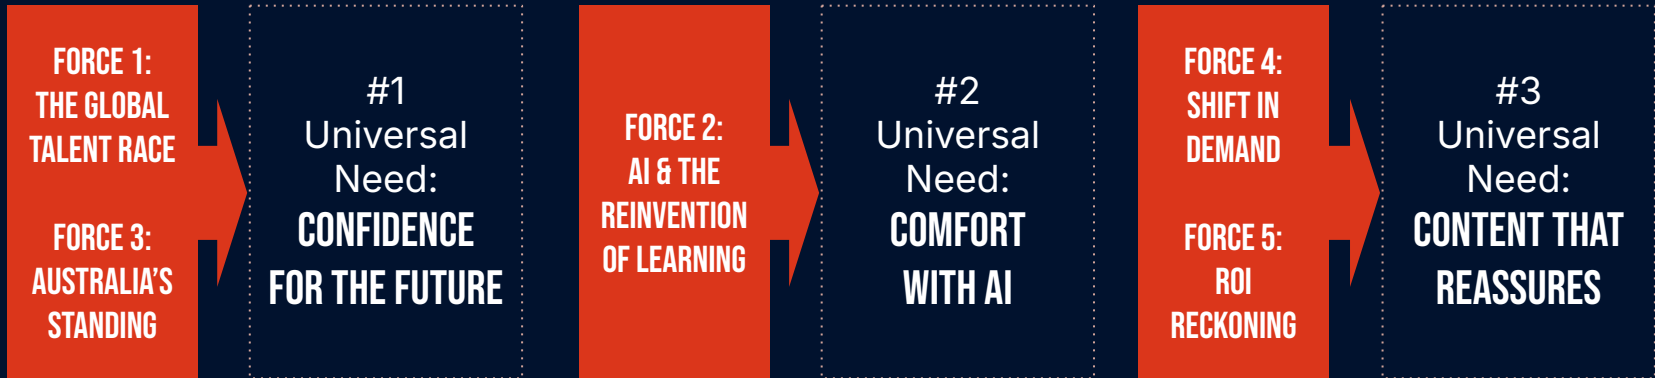 FORCE 1:
THE GLOBAL
TALENT RACE
FORCE 3:
AUSTRALIA'S
STANDING
#1
Universal
Need:
CONFIDENCE
FOR THE FUTURE
FORCE 2:
AI & THE
REINVENTION
OF LEARNING
#2
Universal
Need:
COMFORT
WITH AI
FORCE 4:
SHIFT IN
DEMAND
FORCE 5:
ROI
RECKONING
#3
Universal
Need:
CONTENT THAT
REASSURES